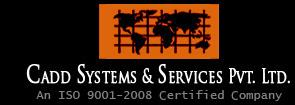 CADD SYSTEMS & SERVICES PVT. LTD.
An ISO 9001-2008 Certified Company